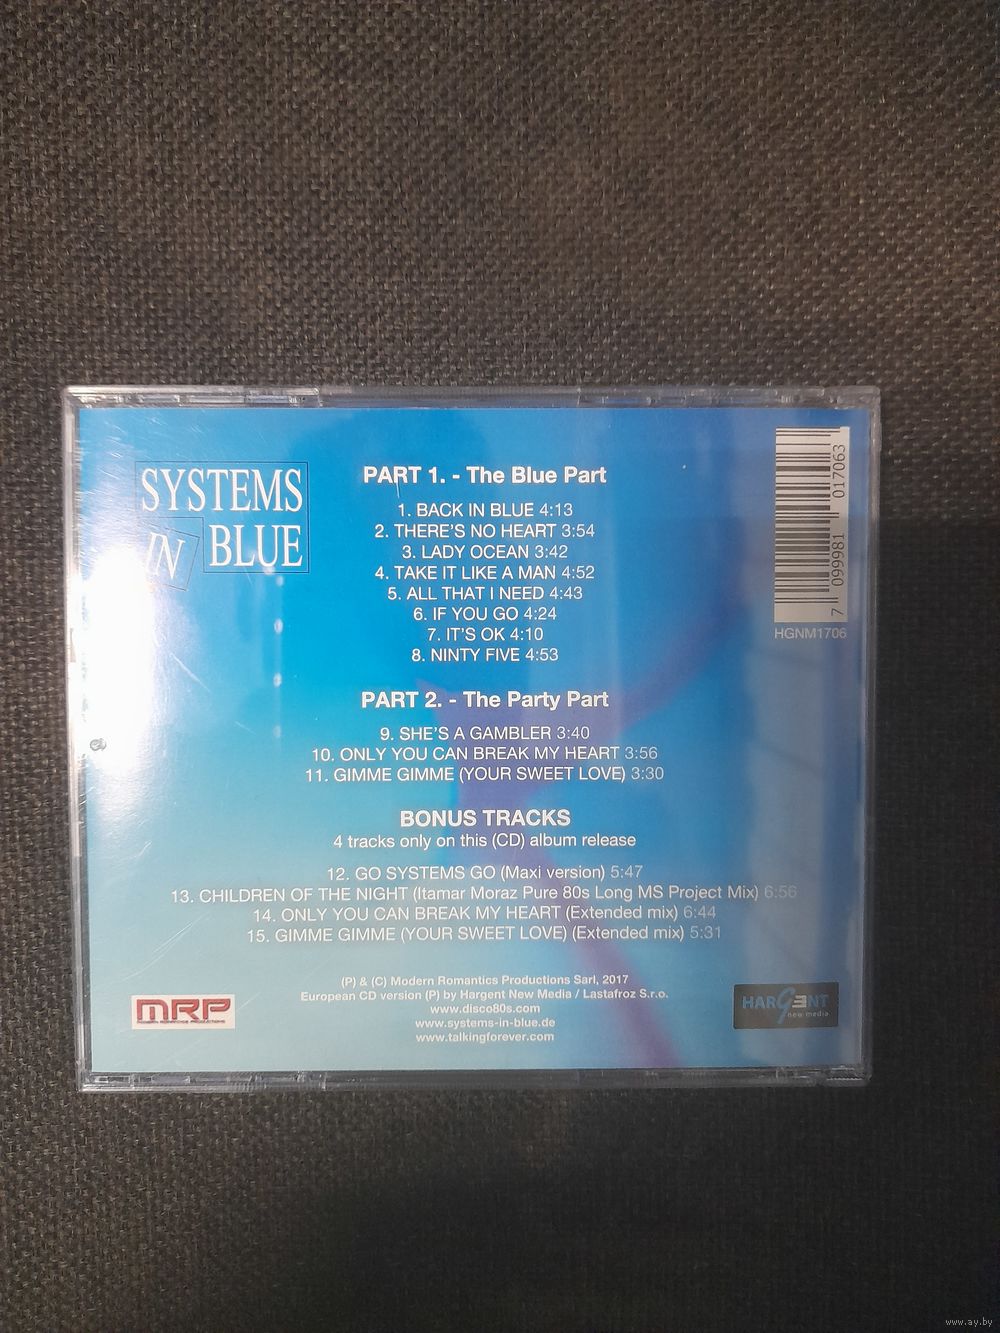 SYSTEMS
IN BLUE
PART 1. - The Blue Part
1. BACK IN BLUE 4:13
2. THERE'S NO HEART 3:54
3. LADY OCEAN 3:42
4. TAKE IT LIKE A MAN 4:52
5. ALL THAT I NEED 4:43
6. IF YOU GO 4:24
7. IT'S OK 4:10
8. NINTY FIVE 4:53
7 099981 017063
HGNM1706
PART 2. - The Party Part
9. SHE'S A GAMBLER 3:40
10. ONLY YOU CAN BREAK MY HEART 3:56
11. GIMME GIMME (YOUR SWEET LOVE) 3:30
BONUS TRACKS
4 tracks only on this (CD) album release
12. GO SYSTEMS GO (Maxi version) 5:47
13. CHILDREN OF THE NIGHT (Itamar Moraz Pure 80s Long MS Project Mix) 6:56
14. ONLY YOU CAN BREAK MY HEART (Extended mix) 6:44
15. GIMME GIMME (YOUR SWEET LOVE) (Extended mix) 5:31
(P) & (C) Modern Romantics Productions Sarl, 2017
European CD version (P) by Hargent New Media / Lastafroz S.r.o.
www.disco80s.com
www.systems-in-blue.de
www.talkingforever.com
MRP
MODERN ROMANTICS PRODUCTIONS
HARGENT
new media
www.ay.by